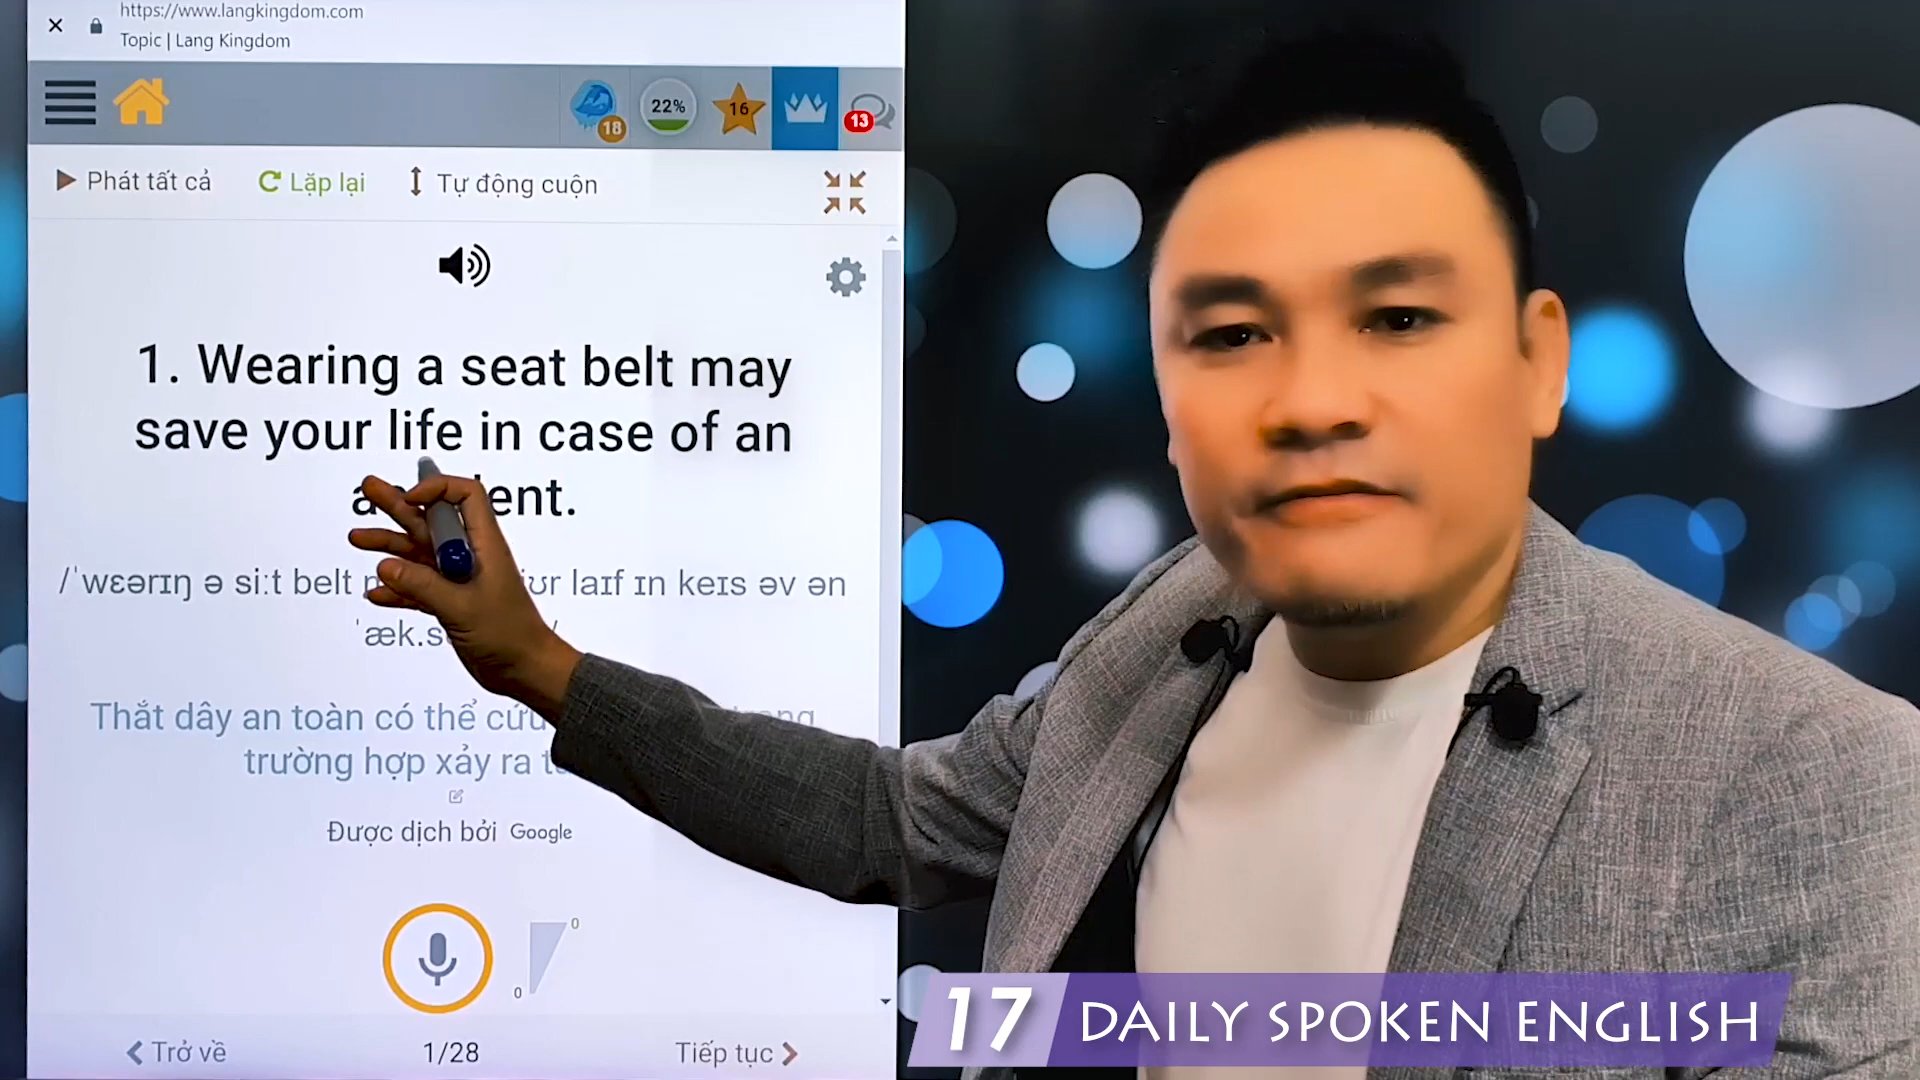 https://www.langkingdom.com
Topic | Lang Kingdom
18
22%
16
13
Phát tất cả
Lặp lại
Tự động cuộn
1. Wearing a seat belt may
save your life in case of an
/ˈwɛərɪŋ ə siːt belt ʊr laɪf ɪn keɪs əv ən
Thắt dây an toàn có thể cứu
trường hợp xảy ra
Được dịch bởi Google
0
0
Trở về
1/28
Tiếp tục
17 DAILY SPOKEN ENGLISH